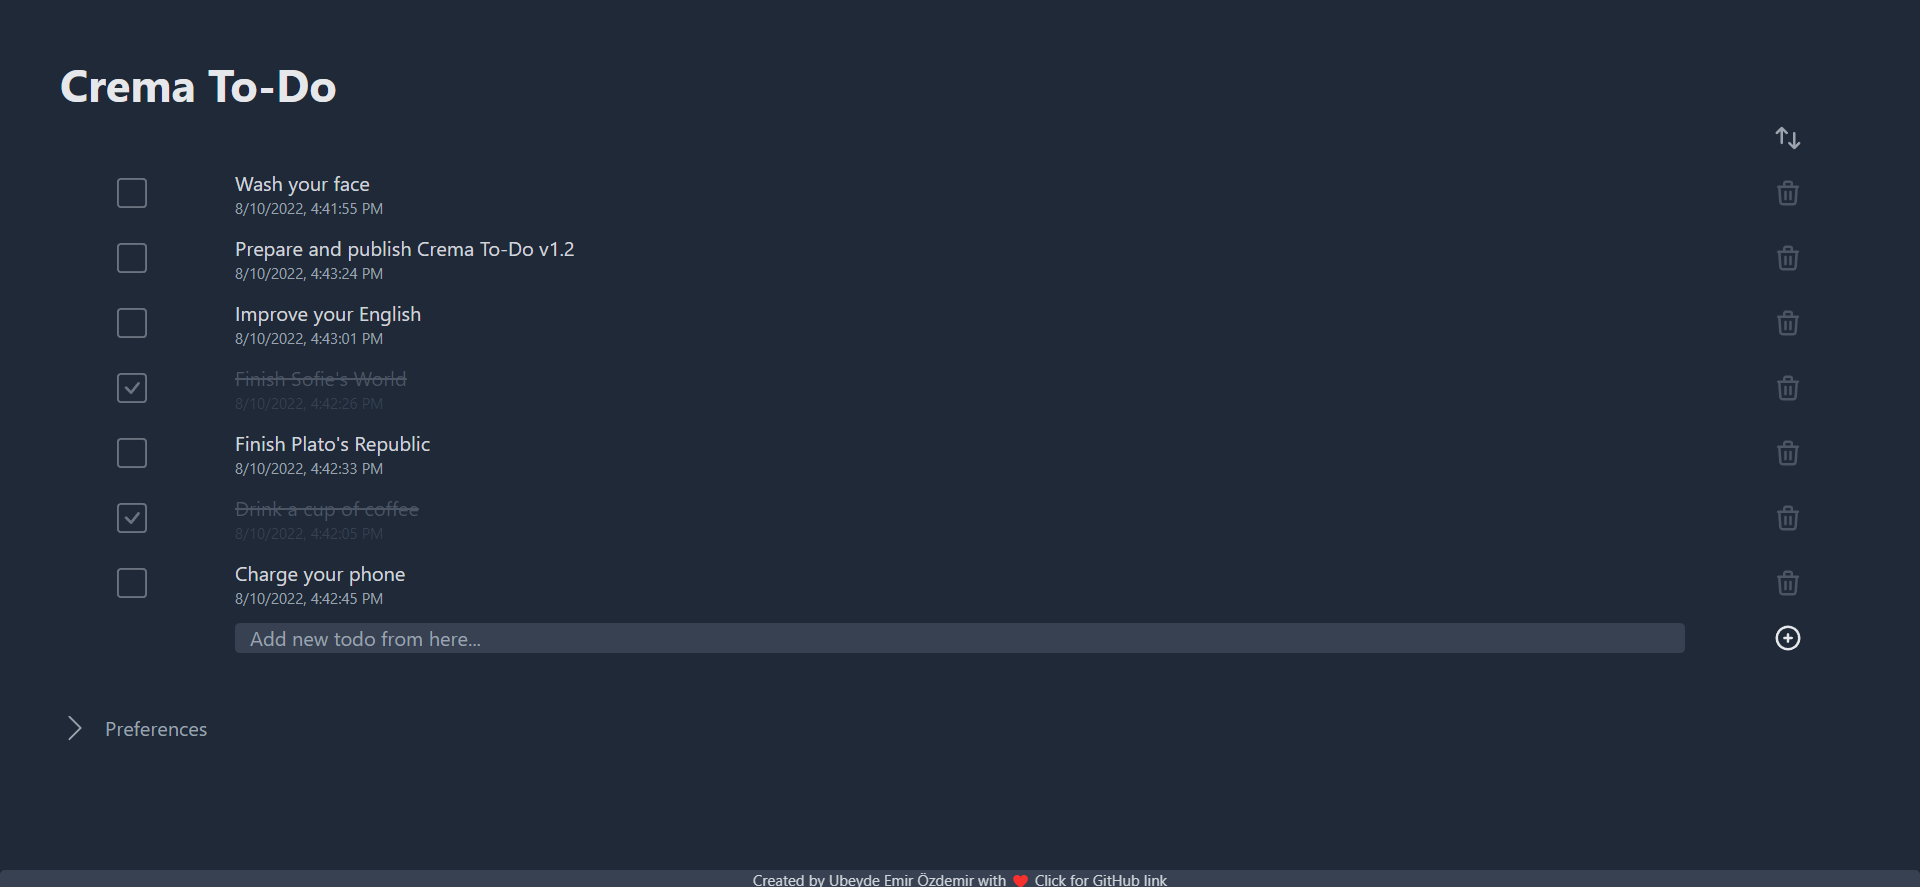 Crema To-Do
Wash your face
8/10/2022, 4:41:55 PM
Prepare and publish Crema To-Do v1.2
8/10/2022, 4:43:24 PM
Improve your English
8/10/2022, 4:43:01 PM
Finish Sofie's World
8/10/2022, 4:42:26 PM
Finish Plato's Republic
8/10/2022, 4:42:33 PM
Drink a cup of coffee
8/10/2022, 4:42:05 PM
Charge your phone
8/10/2022, 4:42:45 PM
Add new todo from here...
Preferences
Created by Ubeyde Emir Özdemir with ❤ Click for GitHub link